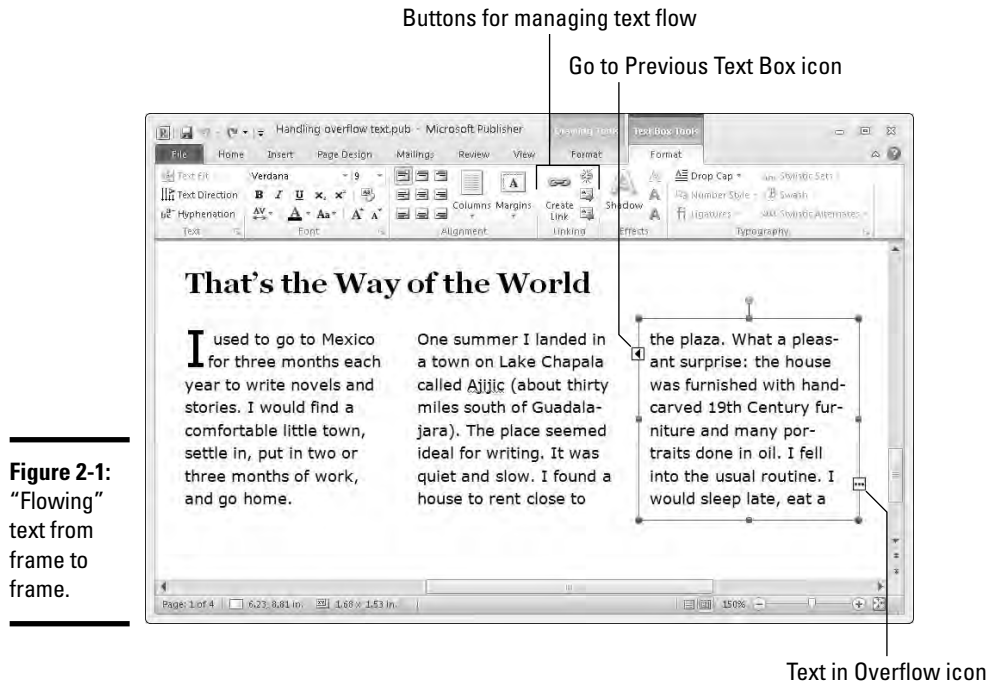 Buttons for managing text flow
Go to Previous Text Box icon
Handling overflow text.pub - Microsoft Publisher
Drawing Tools
Text Box Tools
File Home Insert Page Design Mailings Review View Format Format
Text Fit
Verdana
9
Drop Cap
Stylistic Sets
Text Direction
B I U x₂ x²
Columns
Margins
Create Link
Shadow
Number Style
Swash
Hyphenation
AV A Aa A A
Ligatures
Stylistic Alternates
Text Font Alignment Linking Effects Typography
That's the Way of the World
I used to go to Mexico
for three months each
year to write novels and
stories. I would find a
comfortable little town,
settle in, put in two or
three months of work,
and go home.
One summer I landed in
a town on Lake Chapala
called Ajijic (about thirty
miles south of Guadala-
jara). The place seemed
ideal for writing. It was
quiet and slow. I found a
house to rent close to
the plaza. What a pleas-
ant surprise: the house
was furnished with hand-
carved 19th Century fur-
niture and many por-
traits done in oil. I fell
into the usual routine. I
would sleep late, eat a
Page: 1 of 4
6.23, 8.81 in.
1.68 x 1.53 in.
150%
Figure 2-1:
"Flowing"
text from
frame to
frame.
Text in Overflow icon